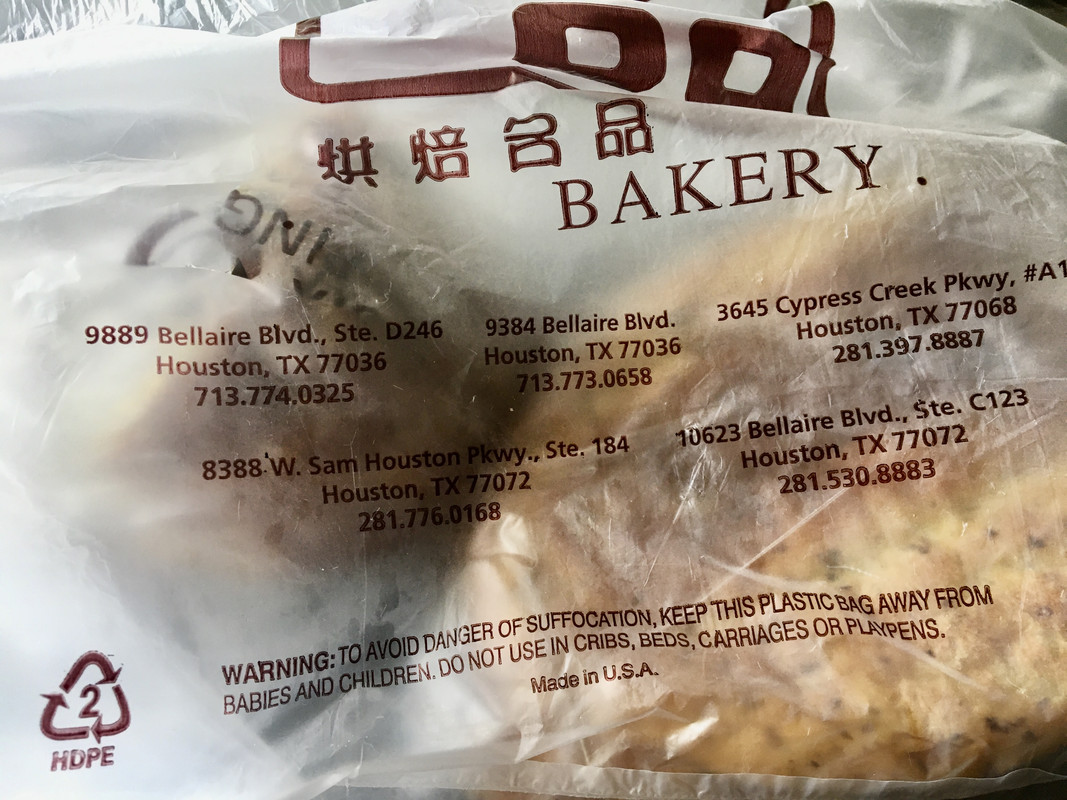 烘焙名品
BAKERY
9889 Bellaire Blvd., Ste. D246
Houston, TX 77036
713.774.0325
9384 Bellaire Blvd.
Houston, TX 77036
713.773.0658
3645 Cypress Creek Pkwy, #A1
Houston, TX 77068
281.397.8887
8388 W. Sam Houston Pkwy., Ste. 184
Houston, TX 77072
281.776.0168
10623 Bellaire Blvd., Ste. C123
Houston, TX 77072
281.530.8883
WARNING: TO AVOID DANGER OF SUFFOCATION, KEEP THIS PLASTIC BAG AWAY FROM
BABIES AND CHILDREN. DO NOT USE IN CRIBS, BEDS, CARRIAGES OR PLAYPENS.
Made in U.S.A.
2
HDPE